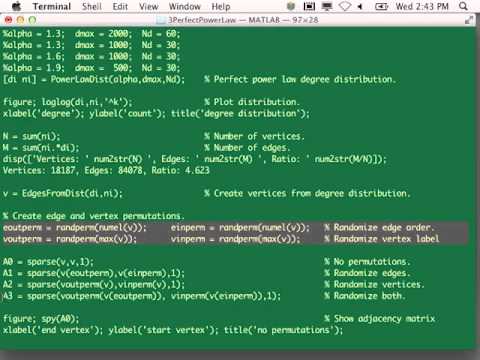 Terminal Shell Edit View Window Help Wed 2:43 PM
3PerfectPowerLaw — MATLAB — 97×28
%alpha = 1.3; dmax = 2000; Nd = 60;
%alpha = 1.3; dmax = 1000; Nd = 30;
%alpha = 1.6; dmax = 1000; Nd = 30;
%alpha = 1.9; dmax = 500; Nd = 30;
[di ni] = PowerLawDist(alpha,dmax,Nd); % Perfect power law degree distribution.
figure; loglog(di,ni,'^k'); % Plot distribution.
xlabel('degree'); ylabel('count'); title('degree distribution');
N = sum(ni); % Number of vertices.
M = sum(ni.*di); % Number of edges.
disp(['Vertices: ' num2str(N) ', Edges: ' num2str(M) ', Ratio: ' num2str(M/N)]);
Vertices: 18187, Edges: 84078, Ratio: 4.623
v = EdgesFromDist(di,ni); % Create vertices from degree distribution.
% Create edge and vertex permutations.
eoutperm = randperm(numel(v)); einperm = randperm(numel(v)); % Randomize edge order.
voutperm = randperm(max(v)); vinperm = randperm(max(v)); % Randomize vertex label
A0 = sparse(v,v,1); % No permutations.
A1 = sparse(v(eoutperm),v(einperm),1); % Randomize edges.
A2 = sparse(voutperm(v),vinperm(v),1); % Randomize vertices.
A3 = sparse(voutperm(v(eoutperm)), vinperm(v(einperm)),1); % Randomize both.
figure; spy(A0); % Show adjacency matrix
xlabel('end vertex'); ylabel('start vertex'); title('no permutations');